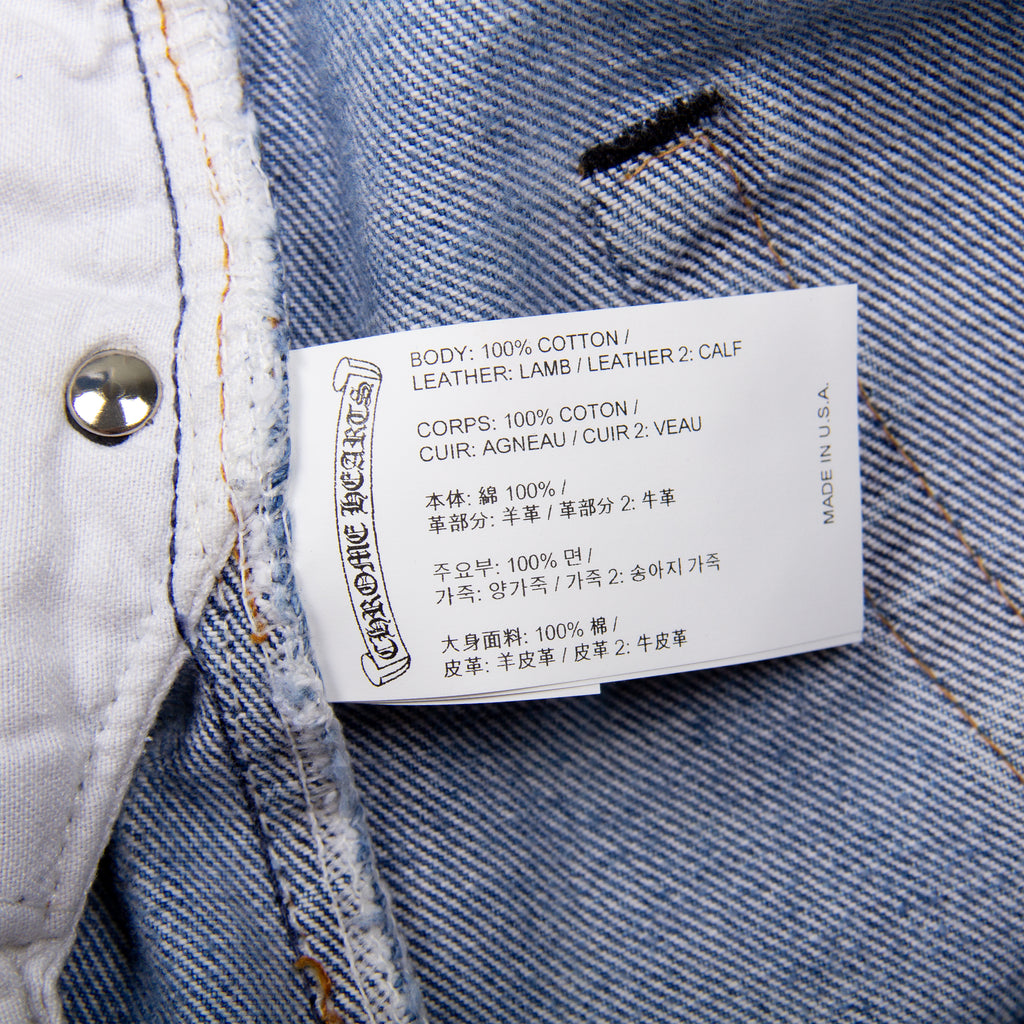 CHROME HEARTS
BODY: 100% COTTON /
LEATHER: LAMB / LEATHER 2: CALF
CORPS: 100% COTON /
CUIR: AGNEAU / CUIR 2: VEAU
本体: 綿 100% /
革部分: 羊革 / 革部分 2: 牛革
주요부: 100% 면 /
가죽: 양가죽 / 가죽 2: 송아지 가죽
大身面料: 100% 棉 /
皮革: 羊皮革 / 皮革 2: 牛皮革
MADE IN U.S.A.